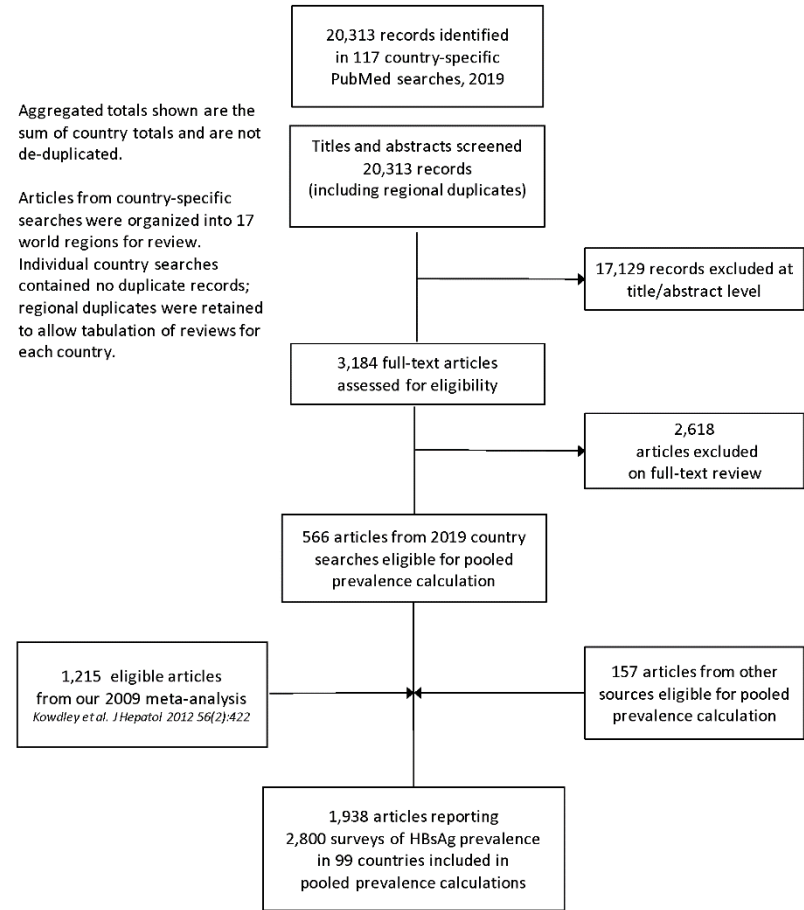 20,313 records identified
in 117 country-specific
PubMed searches, 2019
Aggregated totals shown are the
sum of country totals and are not
de-duplicated.
Articles from country-specific
searches were organized into 17
world regions for review.
Individual country searches
contained no duplicate records;
regional duplicates were retained
to allow tabulation of reviews for
each country.
Titles and abstracts screened
20,313 records
(including regional duplicates)
17,129 records excluded at
title/abstract level
3,184 full-text articles
assessed for eligibility
2,618
articles excluded
on full-text review
566 articles from 2019 country
searches eligible for pooled
prevalence calculation
1,215 eligible articles
from our 2009 meta-analysis
Kowdley et al. J Hepatol 2012 56(2):422
157 articles from other
sources eligible for pooled
prevalence calculation
1,938 articles reporting
2,800 surveys of HBsAg prevalence
in 99 countries included in
pooled prevalence calculations